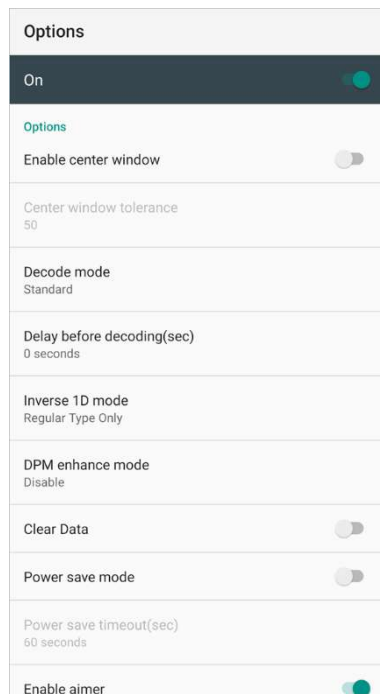 Options
On
Options
Enable center window
Center window tolerance
50
Decode mode
Standard
Delay before decoding(sec)
0 seconds
Inverse 1D mode
Regular Type Only
DPM enhance mode
Disable
Clear Data
Power save mode
Power save timeout(sec)
60 seconds
Enable aimer